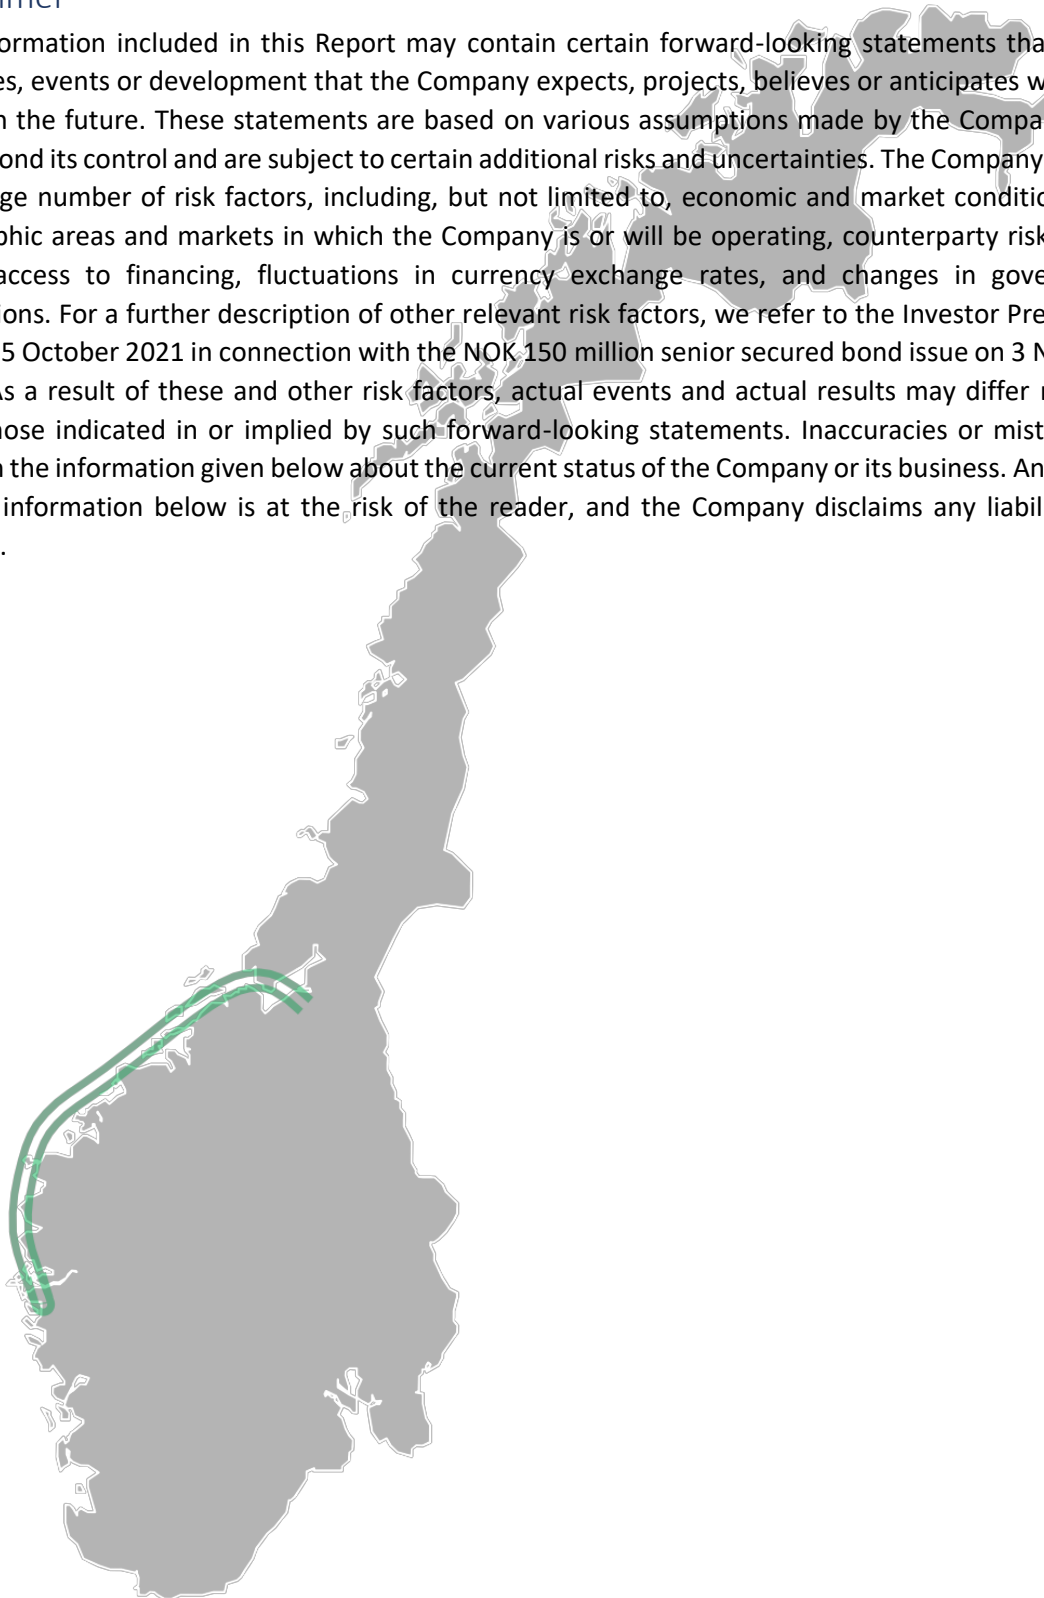 imer
ormation included in this Report may contain certain forward-looking statements tha
es, events or development that the Company expects, projects, believes or anticipates w
n the future. These statements are based on various assumptions made by the Compa
ond its control and are subject to certain additional risks and uncertainties. The Company
ge number of risk factors, including, but not limited to, economic and market conditio
phic areas and markets in which the Company is or will be operating, counterparty risk
access to financing, fluctuations in currency exchange rates, and changes in gove
ions. For a further description of other relevant risk factors, we refer to the Investor Pre
5 October 2021 in connection with the NOK 150 million senior secured bond issue on 3 N
As a result of these and other risk factors, actual events and actual results may differ
hose indicated in or implied by such forward-looking statements. Inaccuracies or mist
n the information given below about the current status of the Company or its business. An
information below is at the risk of the reader, and the Company disclaims any liabil
.